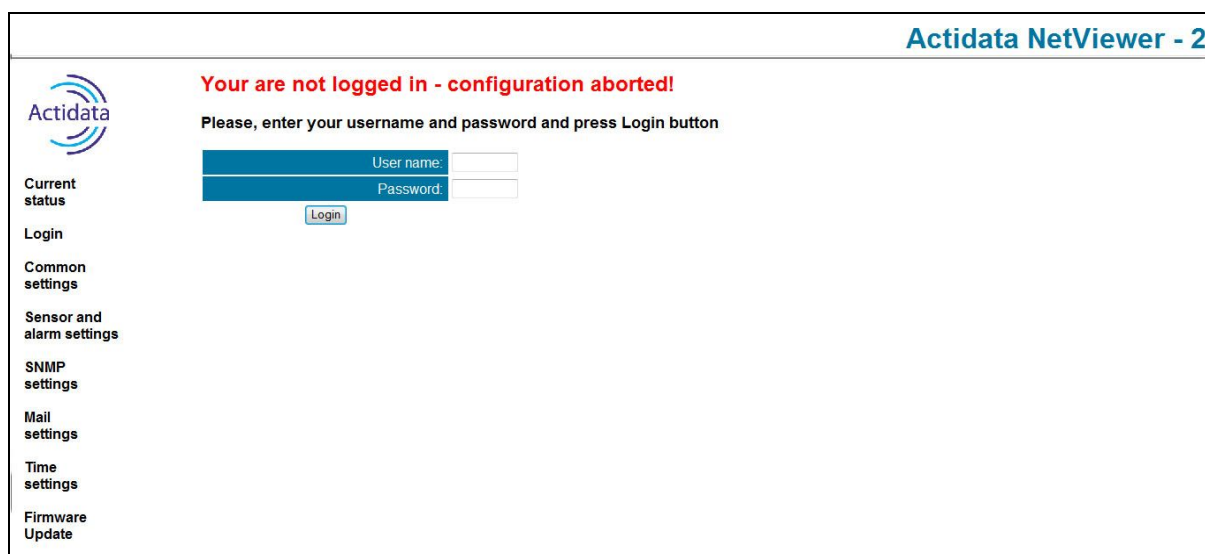 Actidata NetViewer - 2
Actidata
Your are not logged in - configuration aborted!
Please, enter your username and password and press Login button
User name:
Password:
Login
Current
status
Login
Common
settings
Sensor and
alarm settings
SNMP
settings
Mail
settings
Time
settings
Firmware
Update